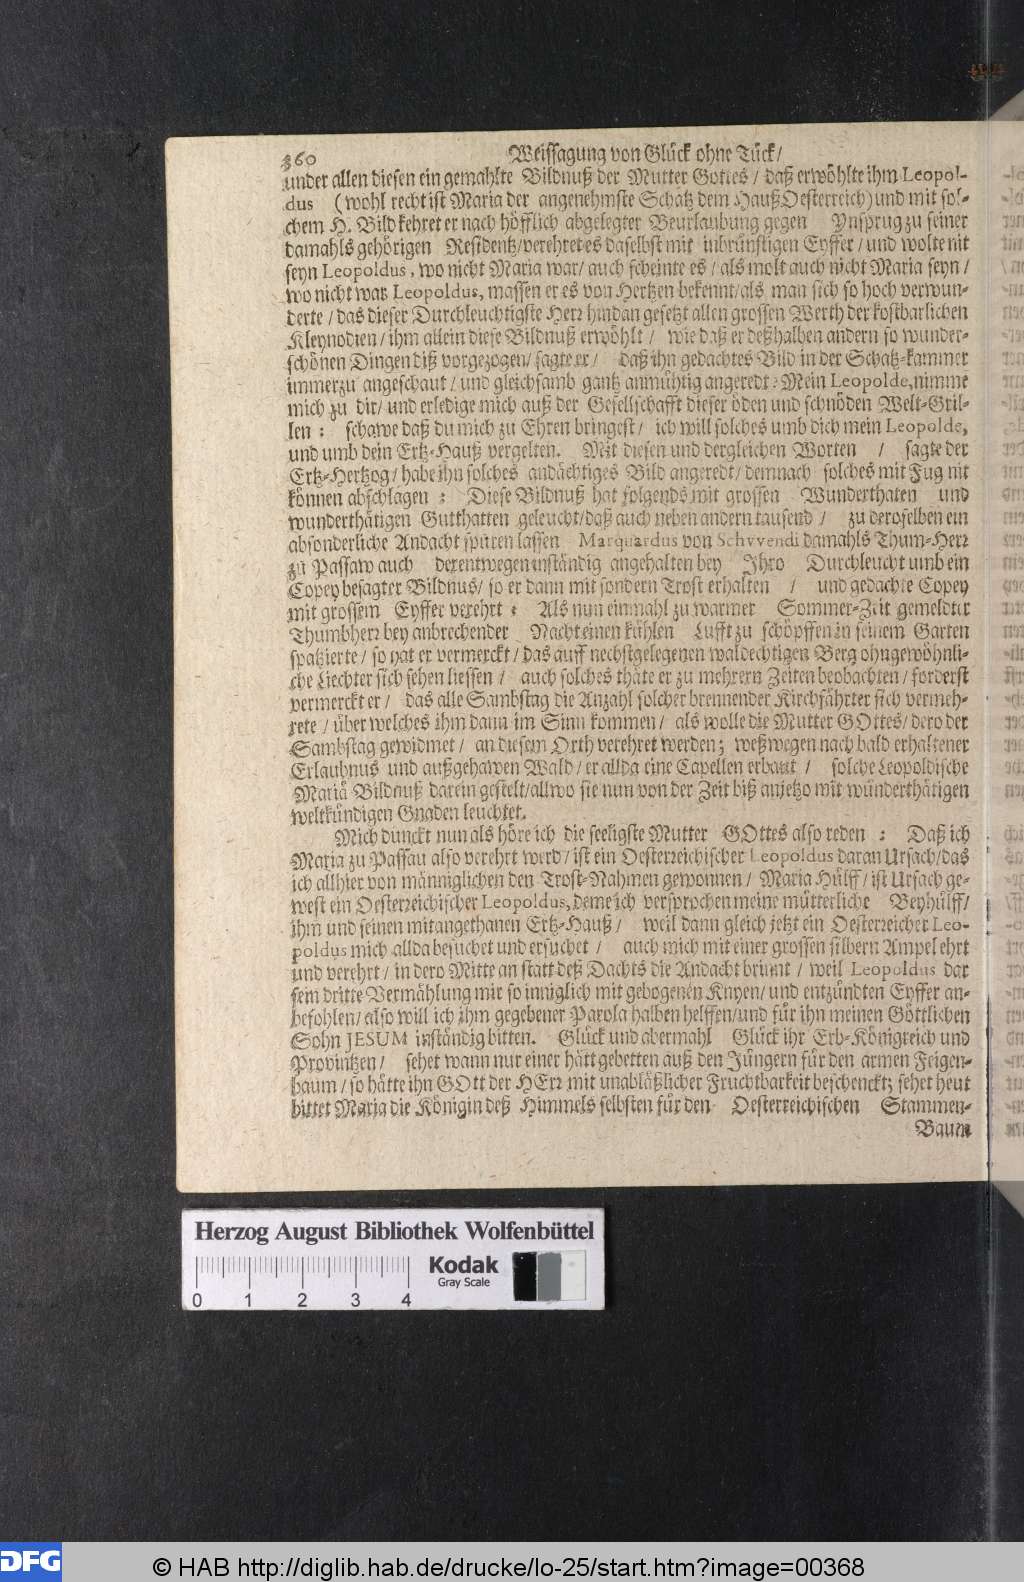 360 Weissagung von Glück ohne Tück/
under allen diesen ein gemahlte Bildnuß der Mutter Gottes / daß erwöhlte ihm Leopol-
dus (wohl recht ist Maria der angenehmste Schatz dem Hauß Oesterreich) und mit sol-
chem H. Bild kehret er nach höfflich abgelegter Beurlaubung gegen Ynsprug zu seiner
damahls gehörigen Residentz/ verehret es daselbst mit inbrünstigen Eyffer / und wolte nit
seyn Leopoldus, wo nicht Maria war/ auch scheinte es / als wolt auch nicht Maria seyn /
wo nicht war Leopoldus, massen er es von Hertzen bekennt/ als man sich so hoch verwun-
derte / das dieser Durchleuchtigste Herr hindan gesetzt allen grossen Werth der kostbarlichen
Kleynodien / ihm allein diese Bildnuß erwöhlt / wie daß er deßhalben andern so wunder-
schönen Dingen diß vorgezogen/ sagte er / daß ihn gedachtes Bild in der Schatz-kammer
immerzu angeschaut / und gleichsamb gantz anmühtig angeredt: Mein Leopolde, nimme
mich zu dir/ und erledige mich auß der Gesellschafft dieser öden und schnöden Welt-Gril-
len : schawe daß du mich zu Ehren bringest / ich will solches umb dich mein Leopolde,
und umb dein Ertz-Hauß vergelten. Mit diesen und dergleichen Worten / sagte der
Ertz-Hertzog / habe ihn solches andächtiges Bild angeredt/ demnach solches mit Fug nit
können abschlagen : Diese Bildnuß hat folgends mit grossen Wunderthaten und
wunderthätigen Gutthatten geleucht/ daß auch neben andern tausend / zu deroselben ein
absonderliche Andacht spüren lassen Marquardus von Schvvendi damahls Thum-Herr
zu Passaw auch derentwegen inständig angehalten bey Ihro Durchleucht umb ein
Copey besagter Bildnus/ so er dann mit sondern Trost erhalten / und gedachte Copey
mit grossem Eyffer verehrt : Als nun einmahl zu warmer Sommer-Zeit gemeldter
Thumbherr bey anbrechender Nacht einen kühlen Lufft zu schöpffen in seinem Garten
spatzierte / so hat er vermerckt / das auff nechstgelegenen waldechtigen Berg ohngewöhnli-
che Liechter sich sehen liessen / auch solches thäte er zu mehrern Zeiten beobachten / forderst
vermerckt er / das alle Sambstag die Anzahl solcher brennender Kirchfährter sich vermeh-
rete / über welches ihm dann im Sinn kommen / als wolle die Mutter GOttes/ dero der
Sambstag gewidmet / an diesem Orth verehret werden; weßwegen nach bald erhaltener
Erlaubnus und außgehawen Wald / er allda eine Capellen erbaut / solche Leopoldische
Mariä Bildnuß darein gestelt/ allwo sie nun von der Zeit biß anjetzo mit wünderthätigen
weltkündigen Gnaden leuchtet.
Mich dunckt nun als höre ich die seeligste Mutter GOttes also reden : Daß ich
Maria zu Passau also verehrt werd / ist ein Oesterreichischer Leopoldus daran Ursach/ das
ich allhier von männiglichen den Trost-Nahmen gewonnen / Maria Hülff / ist Ursach ge-
west ein Oesterreichischer Leopoldus, deme ich versprochen meine mütterliche Beyhülff/
ihm und seinen mitangethanen Ertz-Hauß / weil dann gleich jetzt ein Oesterreicher Leo-
poldus mich allda besuchet und ersuchet / auch mich mit einer grossen silbern Ampel ehrt
und verehrt / in dero Mitte an statt deß Dachts die Andacht brinnt / weil Leopoldus dar
sein dritte Vermählung mir so inniglich mit gebogenen Knyen/ und entzündten Eyffer an-
befohlen/ also will ich ihm gegebener Parola halben helffen/ und für ihn meinen Göttlichen
Sohn JESUM inständig bitten. Glück und abermahl Glück ihr Erb-Königreich und
Provintzen / sehet wann nur einer hätt gebetten auß den Jüngern für den armen Feigen-
baum / so hätte ihn GOtt der HErr mit unabläßlicher Fruchtbarkeit beschenckt; sehet heut
bittet Maria die Königin deß Himmels selbsten für den Oesterreichischen Stammen-
Baum
Herzog August Bibliothek Wolfenbüttel
Kodak
Gray Scale
0 1 2 3 4
DFG
© HAB http://diglib.hab.de/drucke/lo-25/start.htm?image=00368